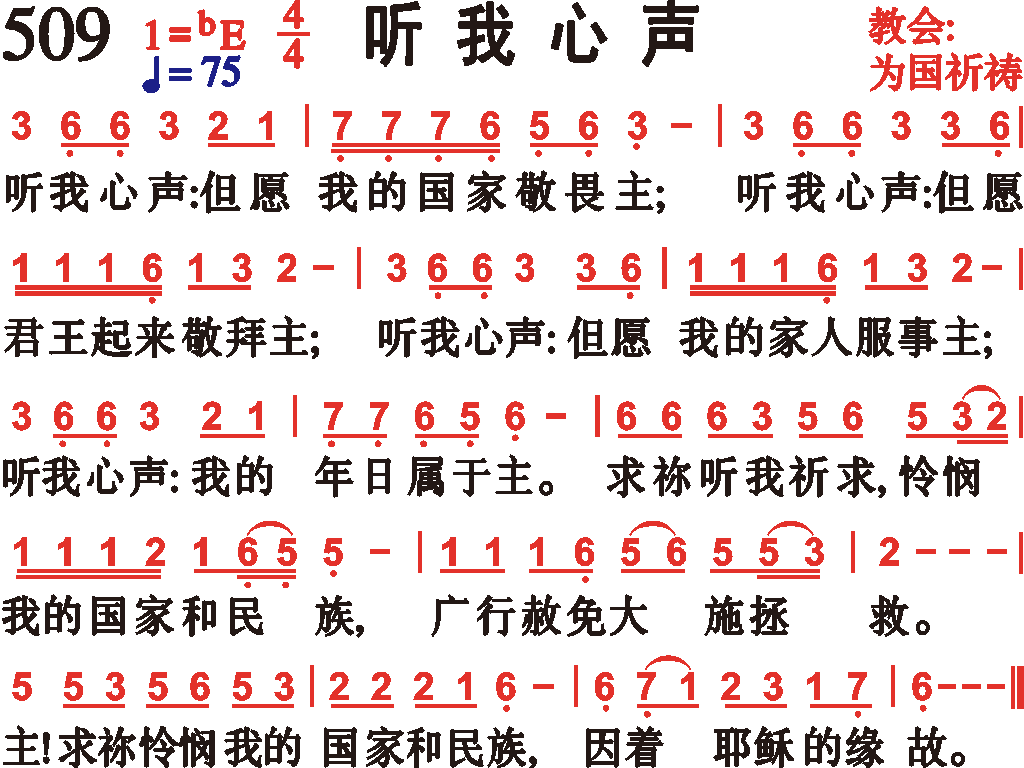 509 1=ᵇE 4/4 听我心声 教会:
♩=75 为国祈祷
3 6 6 3 2 1 | 7 7 7 6 5 6 3 – | 3 6 6 3 3 6 |
听我心声:但愿 我的国家敬畏主; 听我心声:但愿
1 1 1 6 1 3 2 – | 3 6 6 3 3 6 | 1 1 1 6 1 3 2 – |
君王起来敬拜主; 听我心声:但愿 我的家人服事主;
3 6 6 3 2 1 | 7 7 6 5 6 – | 6 6 6 3 5 6 5 3 2 |
听我心声:我的 年日属于主。 求祢听我祈求,怜悯
1 1 1 2 1 6 5 5 – | 1 1 1 6 5 6 5 5 3 | 2 – – – |
我的国家和民 族, 广行赦免大 施拯 救。
5 5 3 5 6 5 3 | 2 2 2 1 6 – | 6 7 1 2 3 1 7 | 6 – – – ‖
主!求祢怜悯我的 国家和民族, 因着 耶稣的缘 故。